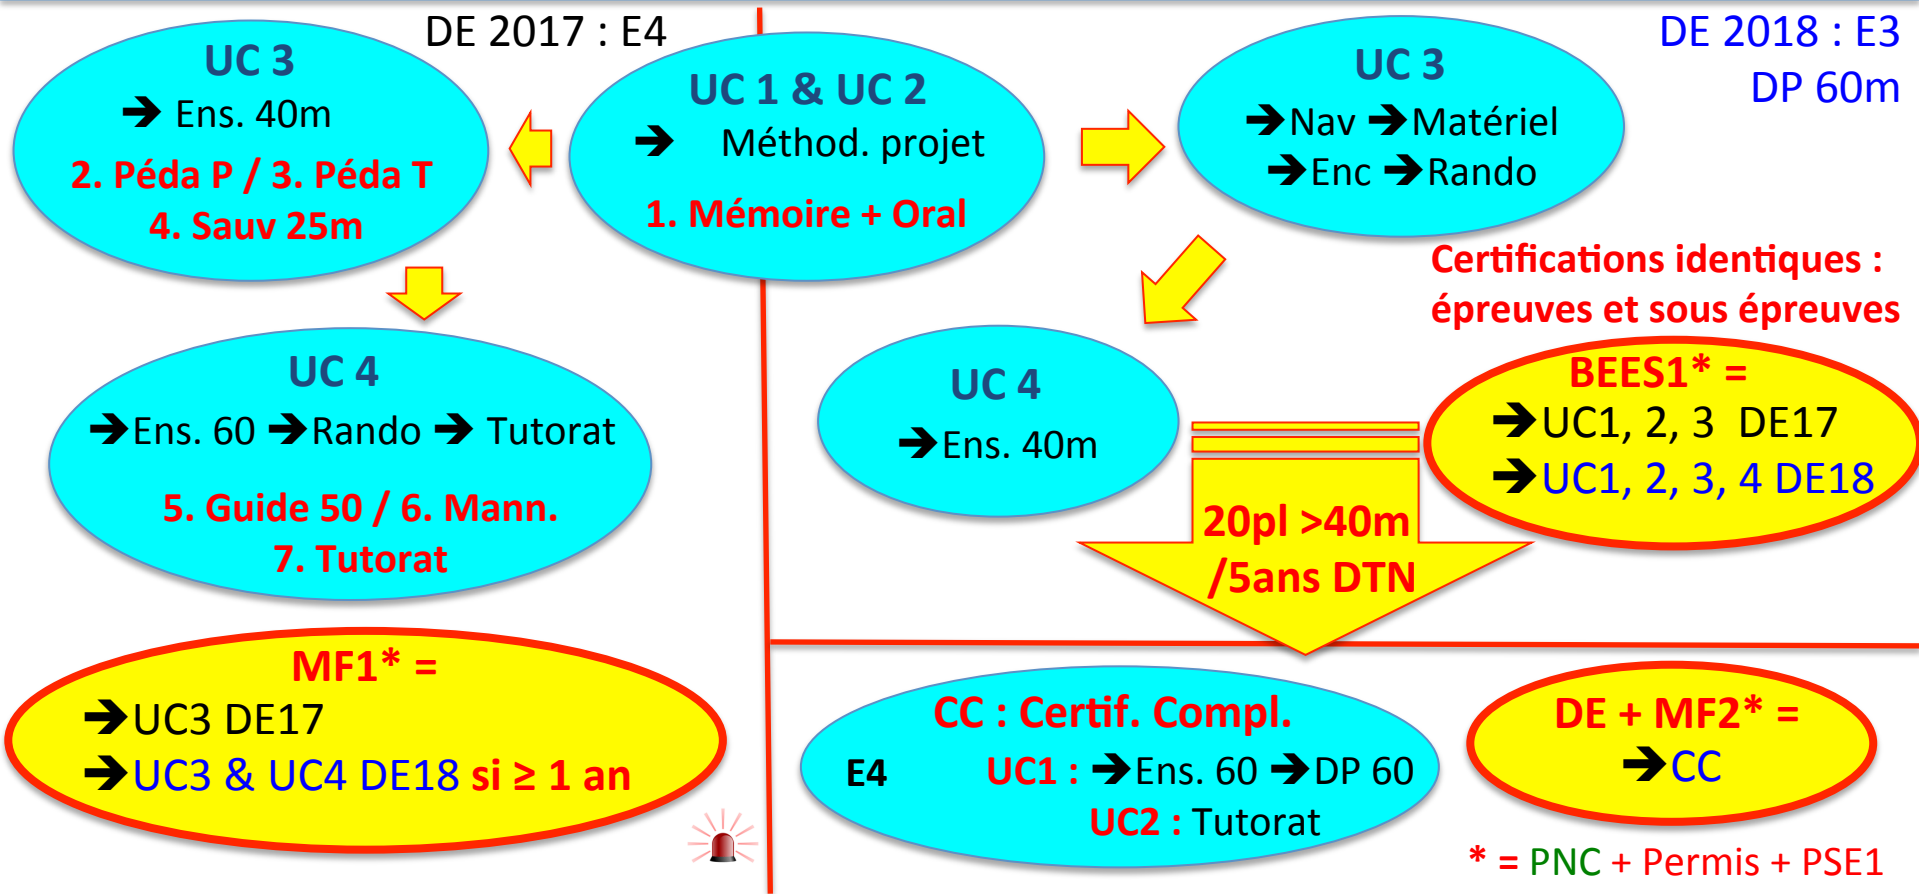 DE 2017 : E4
UC 3
➔ Ens. 40m
2. Péda P / 3. Péda T
4. Sauv 25m
UC 1 & UC 2
➔ Méthod. projet
1. Mémoire + Oral
DE 2018 : E3
DP 60m
UC 3
➔Nav ➔Matériel
➔Enc ➔Rando
UC 4
➔Ens. 60 ➔Rando ➔ Tutorat
5. Guide 50 / 6. Mann.
7. Tutorat
UC 4
➔Ens. 40m
Certifications identiques :
épreuves et sous épreuves
BEES1* =
➔UC1, 2, 3 DE17
➔UC1, 2, 3, 4 DE18
20pl >40m
/5ans DTN
MF1* =
➔UC3 DE17
➔UC3 & UC4 DE18 si ≥ 1 an
CC : Certif. Compl.
E4 UC1 : ➔Ens. 60 ➔DP 60
UC2 : Tutorat
DE + MF2* =
➔CC
* = PNC + Permis + PSE1